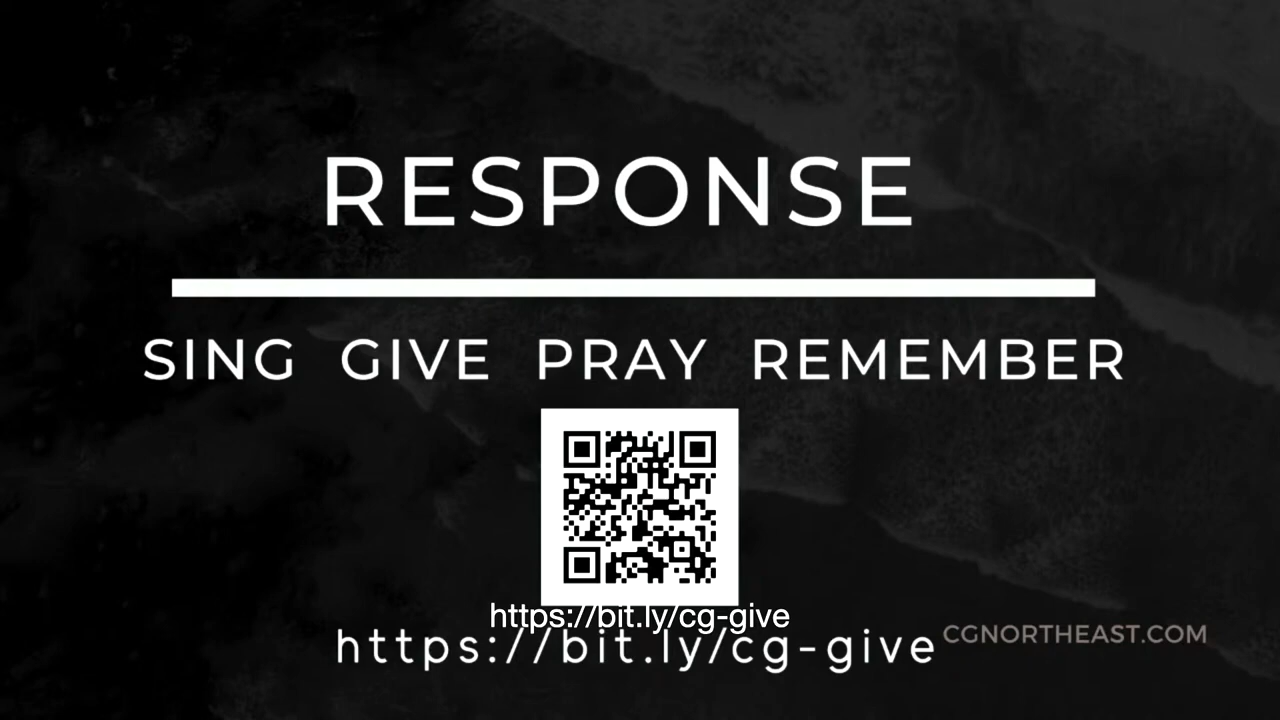 RESPONSE
SING GIVE PRAY REMEMBER
https://bit.ly/cg-give
https://bit.ly/cg-give
CGNORTHEAST.COM